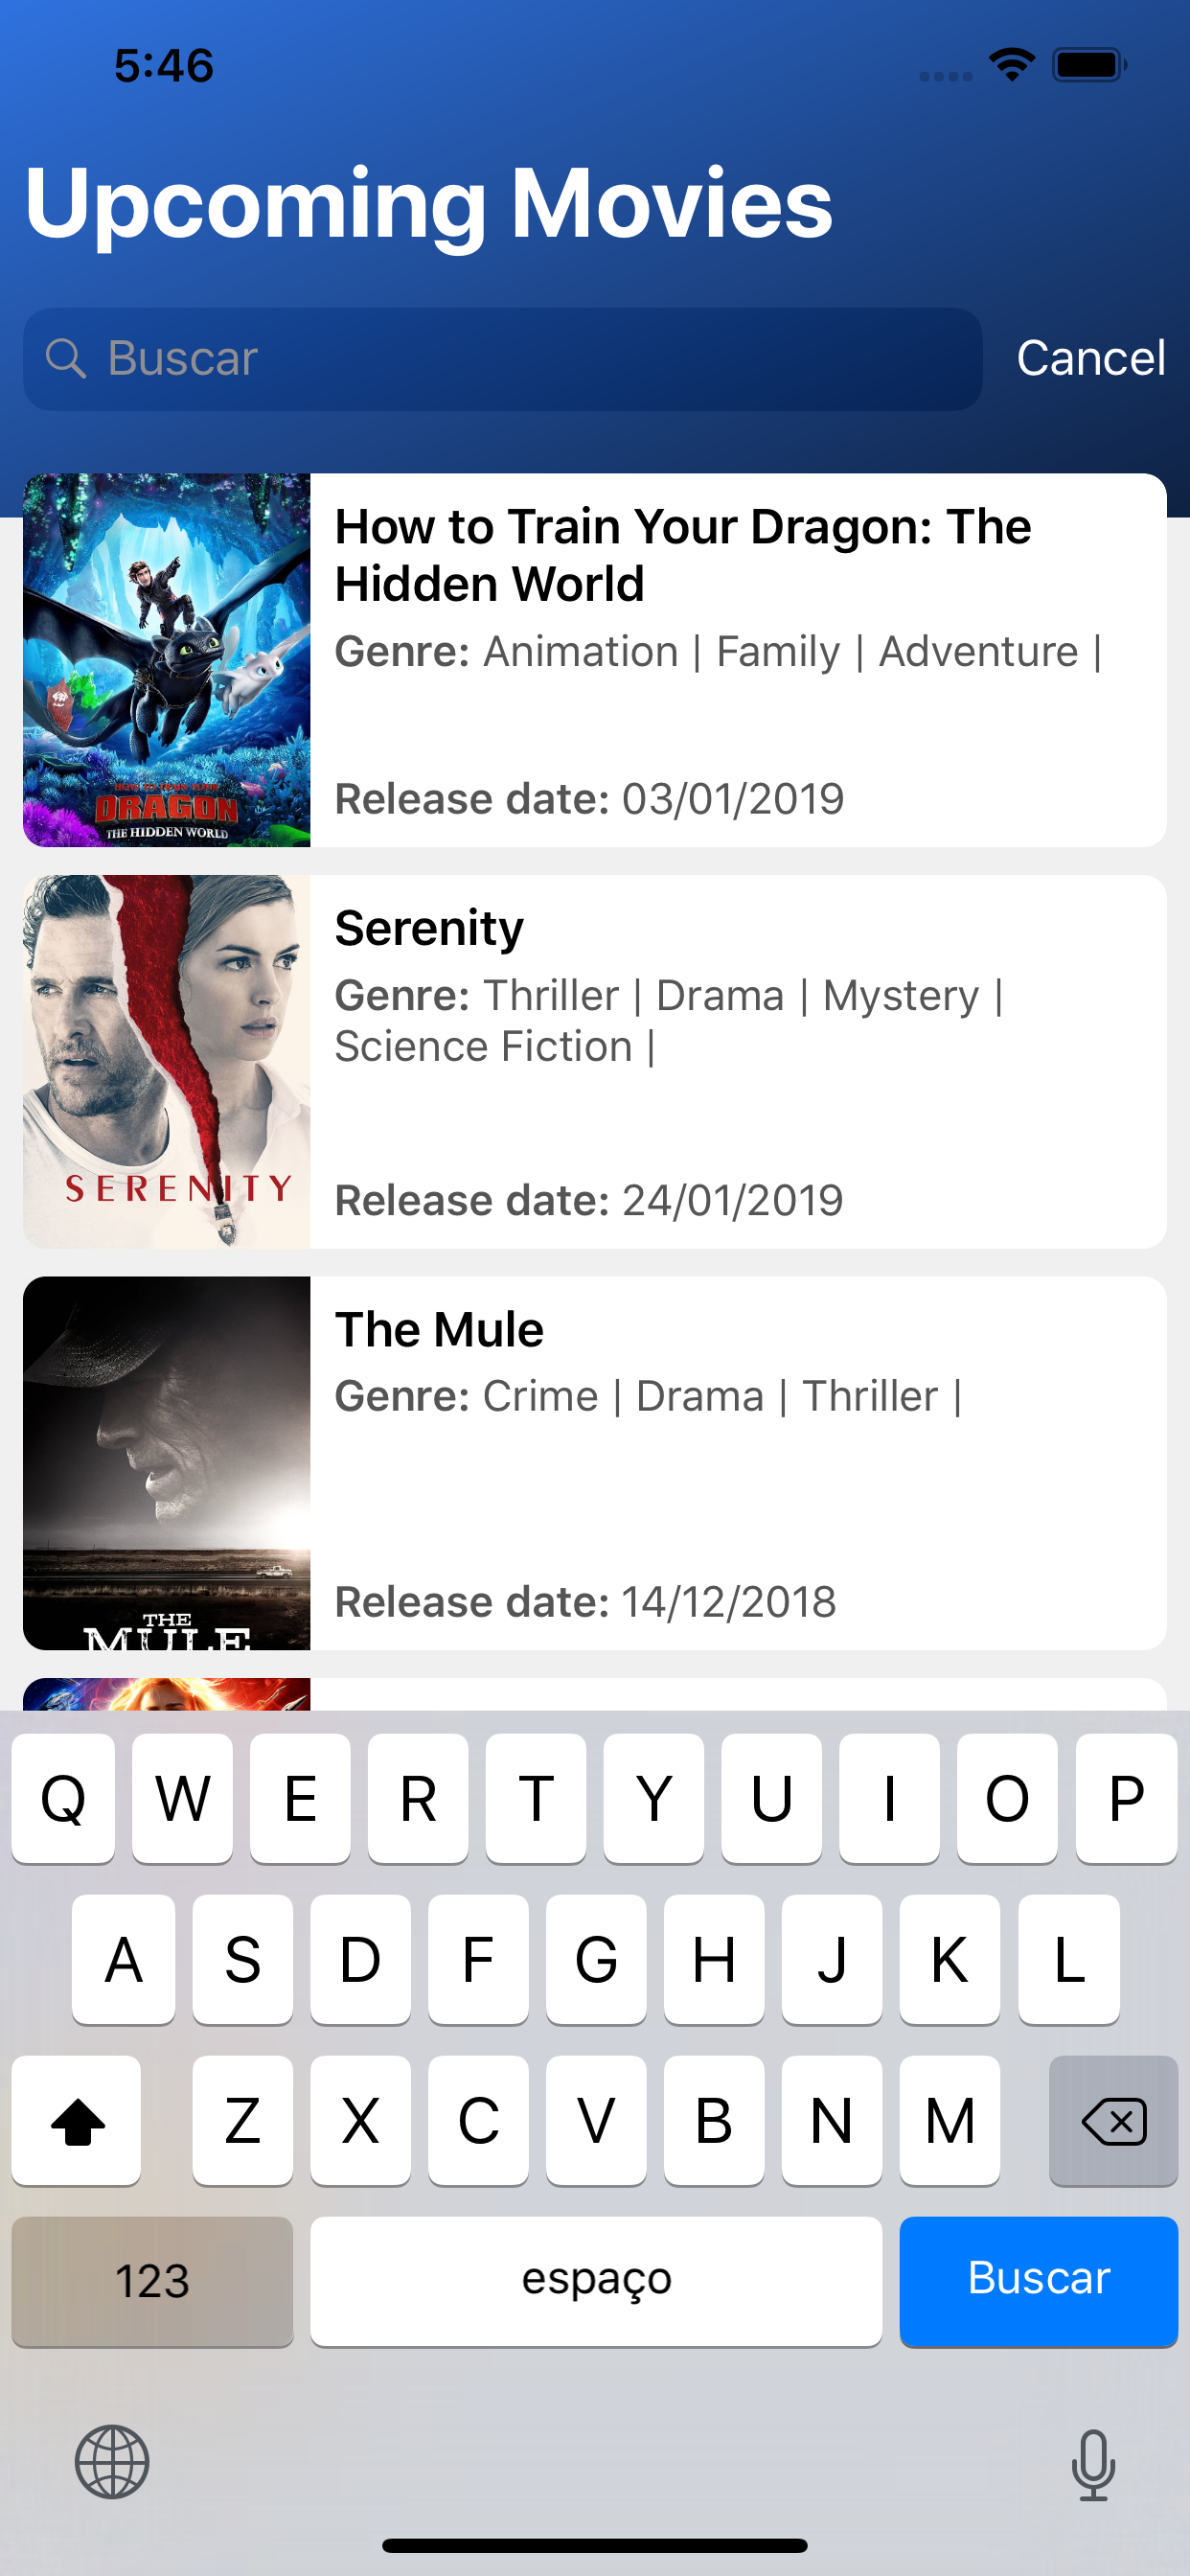 5:46
Upcoming Movies
Buscar
Cancel
How to Train Your Dragon: The
Hidden World
Genre: Animation | Family | Adventure |
Release date: 03/01/2019
HOW TO TRAIN YOUR
DRAGON
THE HIDDEN WORLD
Serenity
Genre: Thriller | Drama | Mystery |
Science Fiction |
Release date: 24/01/2019
SERENITY
The Mule
Genre: Crime | Drama | Thriller |
Release date: 14/12/2018
THE
MULE
Q W E R T Y U I O P
A S D F G H J K L
Z X C V B N M
123 espaço Buscar